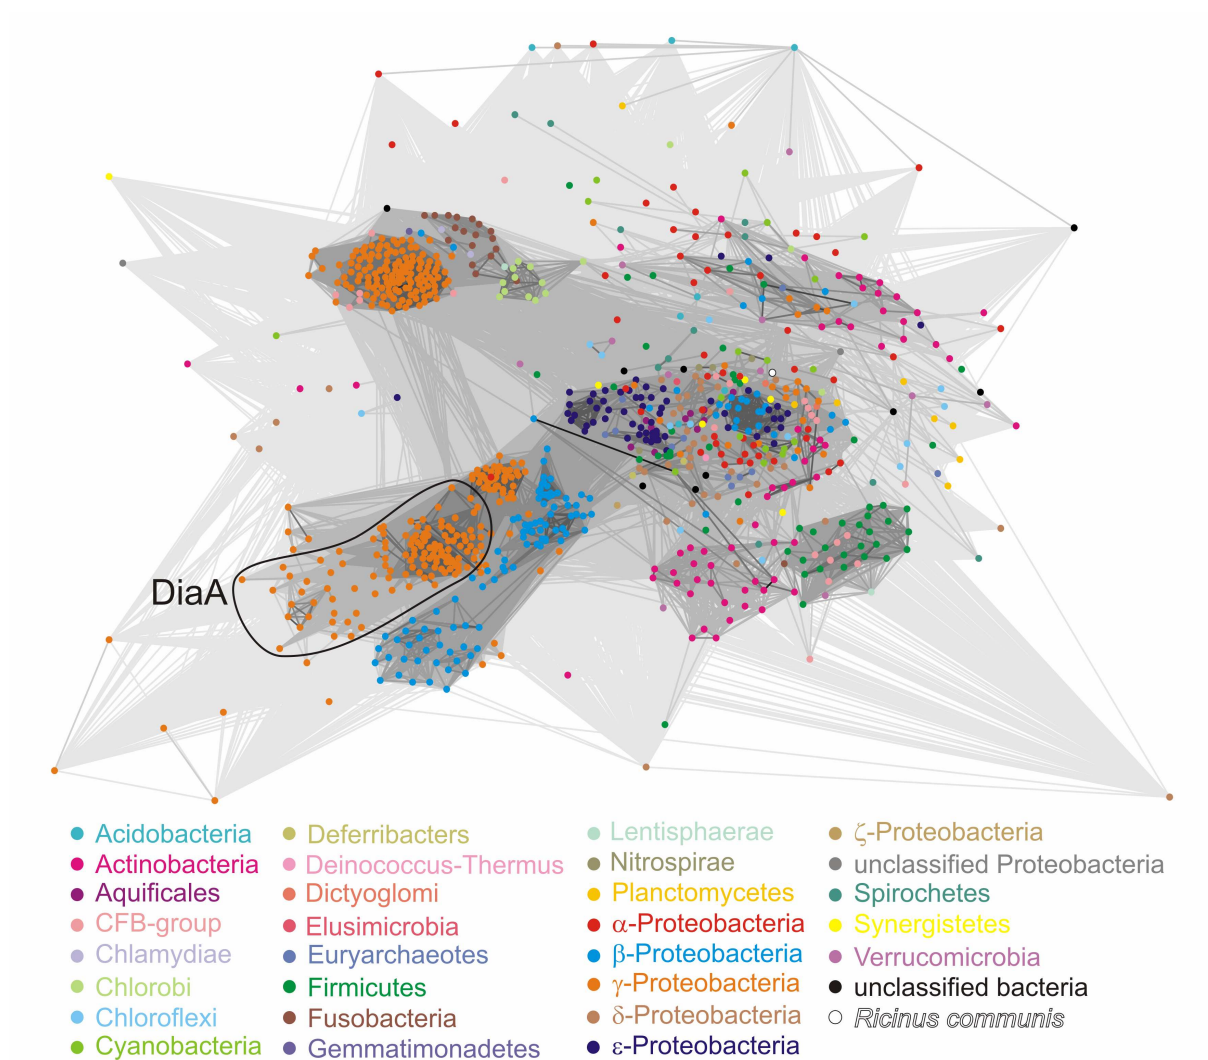 DiaA
Acidobacteria
Actinobacteria
Aquificales
CFB-group
Chlamydiae
Chlorobi
Chloroflexi
Cyanobacteria
Deferribacters
Deinococcus-Thermus
Dictyoglomi
Elusimicrobia
Euryarchaeotes
Firmicutes
Fusobacteria
Gemmatimonadetes
Lentisphaerae
Nitrospirae
Planctomycetes
α-Proteobacteria
β-Proteobacteria
γ-Proteobacteria
δ-Proteobacteria
ε-Proteobacteria
ζ-Proteobacteria
unclassified Proteobacteria
Spirochetes
Synergistetes
Verrucomicrobia
unclassified bacteria
Ricinus communis